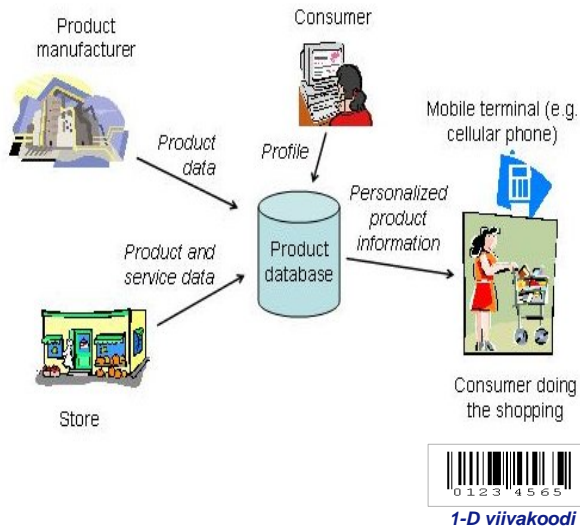 Product
manufacturer
Consumer
Mobile terminal (e.g.
cellular phone)
Product
data
Profile
Personalized
product
information
Product and
service data
Product
database
Store
Consumer doing
the shopping
0123 4565
1-D viivakoodi